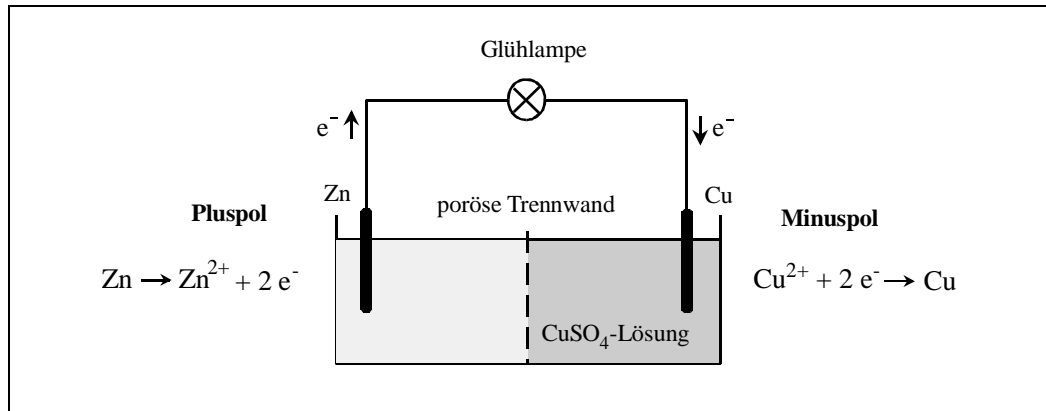 Glühlampe
e⁻
e⁻
Zn
poröse Trennwand
Cu
Pluspol
Minuspol
Zn → Zn²⁺ + 2 e⁻
Cu²⁺ + 2 e⁻ → Cu
CuSO₄-Lösung